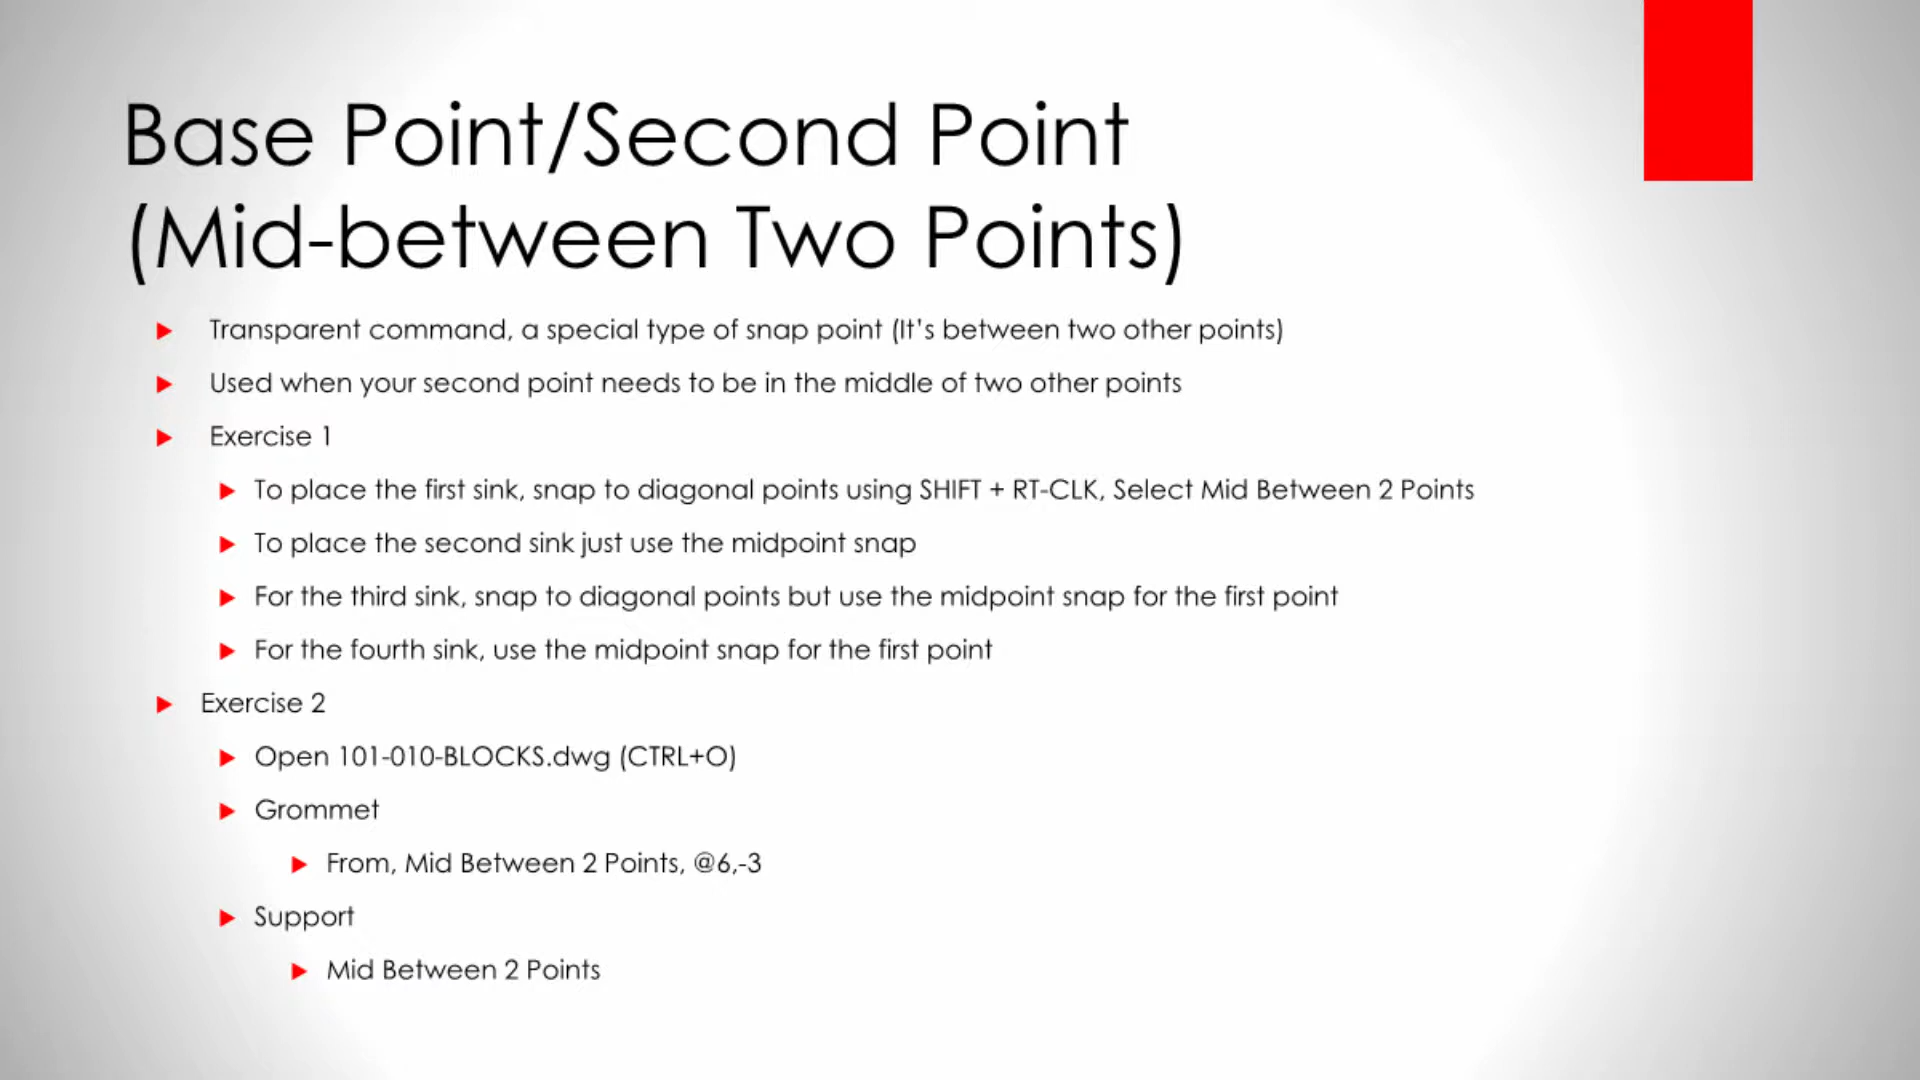 Base Point/Second Point
(Mid-between Two Points)
Transparent command, a special type of snap point (It's between two other points)
Used when your second point needs to be in the middle of two other points
Exercise 1
To place the first sink, snap to diagonal points using SHIFT + RT-CLK, Select Mid Between 2 Points
To place the second sink just use the midpoint snap
For the third sink, snap to diagonal points but use the midpoint snap for the first point
For the fourth sink, use the midpoint snap for the first point
Exercise 2
Open 101-010-BLOCKS.dwg (CTRL+O)
Grommet
From, Mid Between 2 Points, @6,-3
Support
Mid Between 2 Points